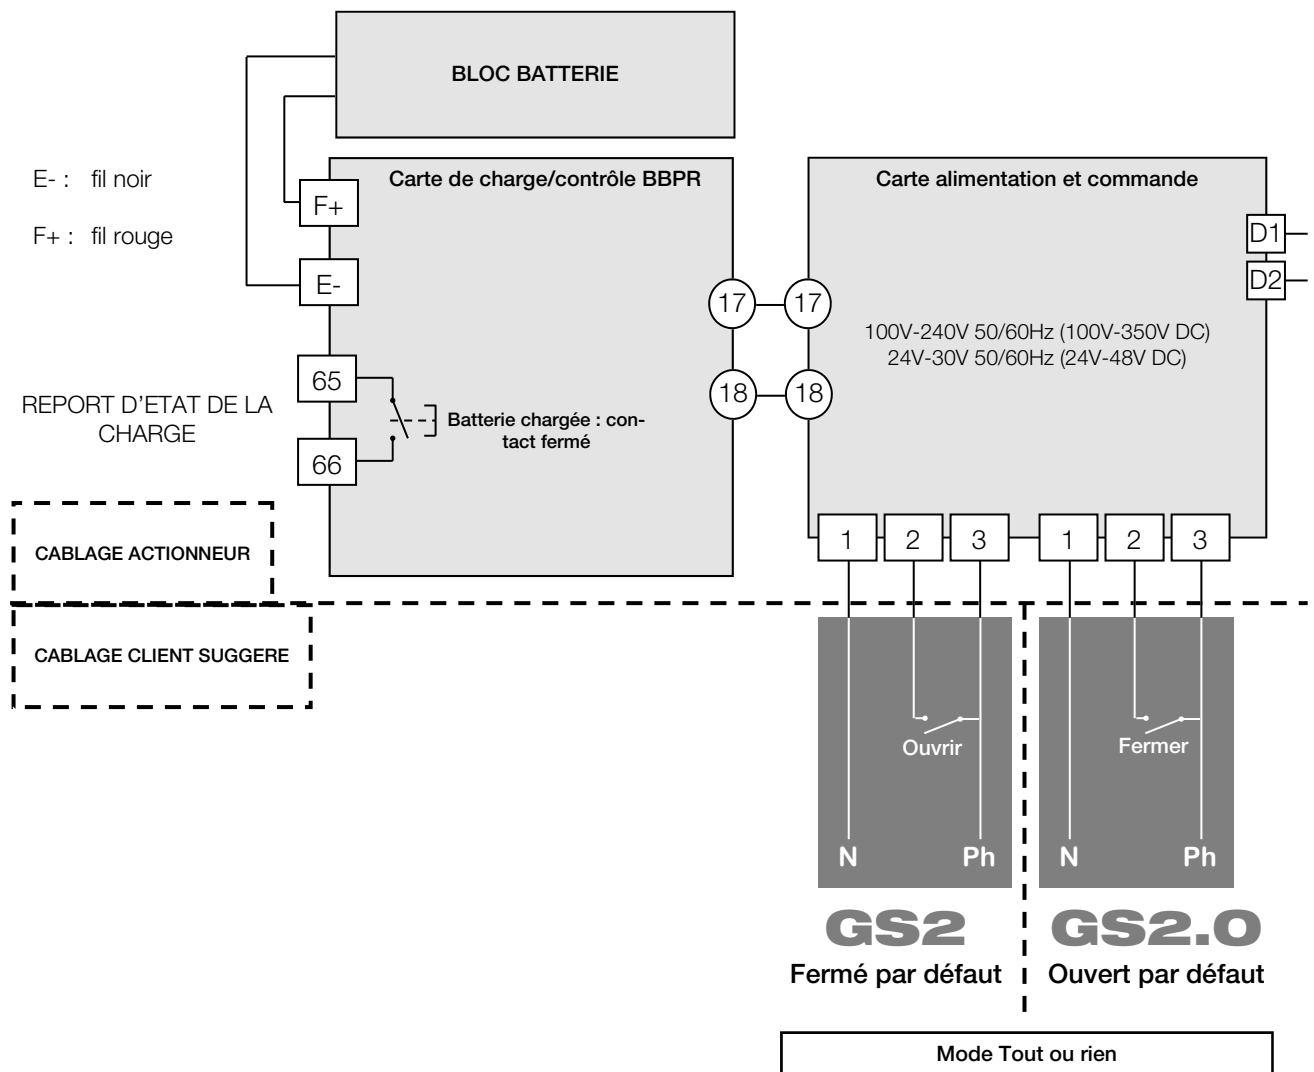 BLOC BATTERIE
E- : fil noir
F+ : fil rouge
Carte de charge/contrôle BBPR
F+
E-
65
66
REPORT D'ETAT DE LA
CHARGE
Batterie chargée : con-
tact fermé
17
18
Carte alimentation et commande
17
18
D1
D2
100V-240V 50/60Hz (100V-350V DC)
24V-30V 50/60Hz (24V-48V DC)
1 2 3 1 2 3
CABLAGE ACTIONNEUR
CABLAGE CLIENT SUGGERE
Ouvrir
N Ph
Fermer
N Ph
GS2
Fermé par défaut
GS2.0
Ouvert par défaut
Mode Tout ou rien